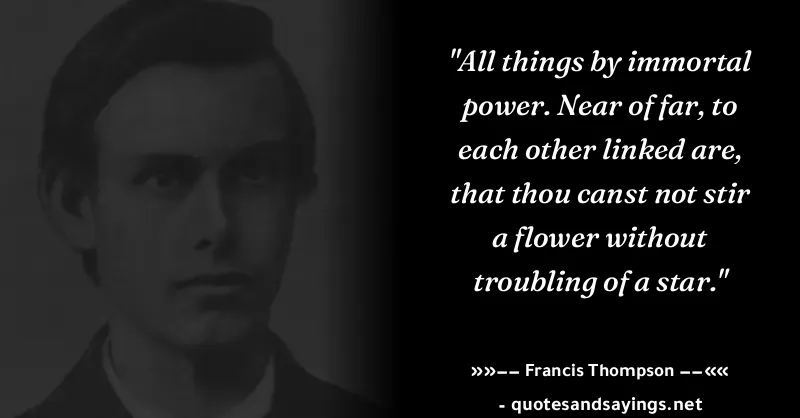 "All things by immortal
power. Near of far, to
each other linked are,
that thou canst not stir
a flower without
troubling of a star."
»»−− Francis Thompson −−««
- quotesandsayings.net